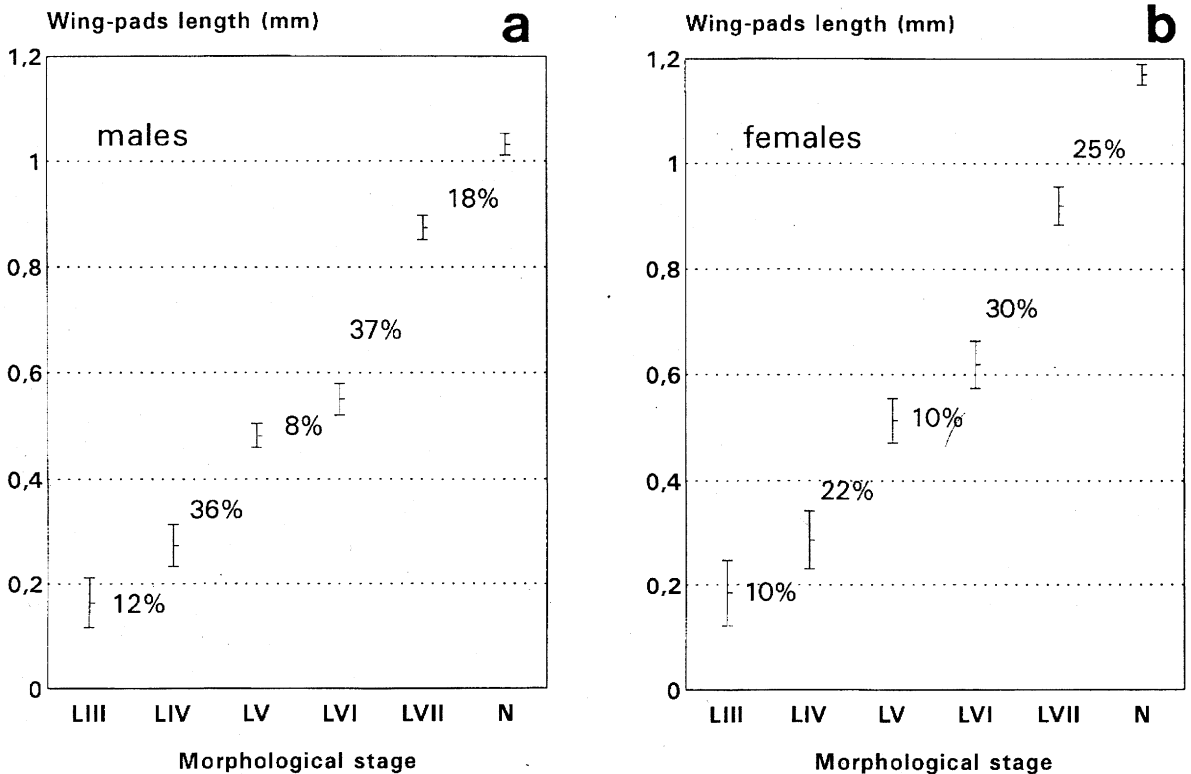 Wing-pads length (mm)
a
males
1,2
1
0,8
0,6
0,4
0,2
0
12%
36%
8%
37%
18%
LIII LIV LV LVI LVII N
Morphological stage
Wing-pads length (mm)
b
females
1,2
1
0,8
0,6
0,4
0,2
0
10%
22%
10%
30%
25%
LIII LIV LV LVI LVII N
Morphological stage